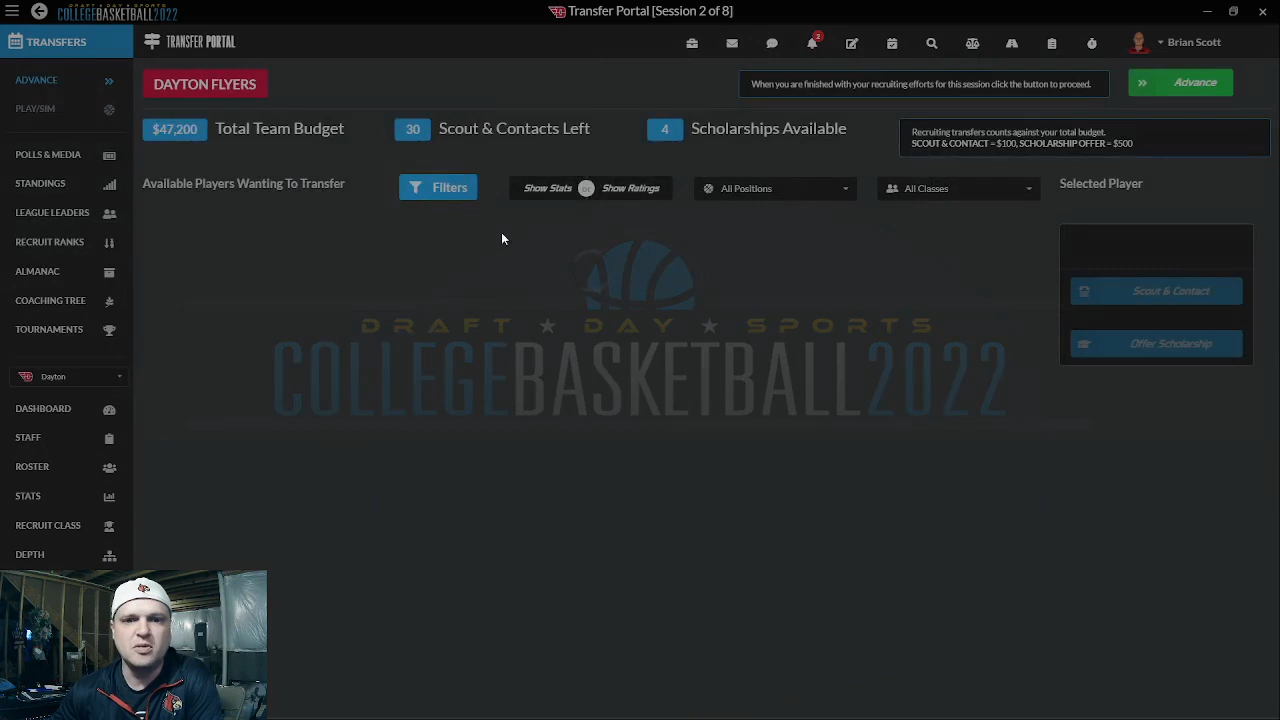 DRAFT DAY SPORTS
COLLEGEBASKETBALL2022
Transfer Portal [Session 2 of 8]
TRANSFERS
TRANSFER PORTAL
2
Brian Scott
ADVANCE
DAYTON FLYERS
When you are finished with your recruiting efforts for this session click the button to proceed.
Advance
PLAY/SIM
$47,200 Total Team Budget
30 Scout & Contacts Left
4 Scholarships Available
Recruiting transfers counts against your total budget.
SCOUT & CONTACT = $100, SCHOLARSHIP OFFER = $500
POLLS & MEDIA
STANDINGS
LEAGUE LEADERS
RECRUIT RANKS
ALMANAC
COACHING TREE
TOURNAMENTS
Available Players Wanting To Transfer
Filters
Show Stats
Show Ratings
All Positions
All Classes
Selected Player
Scout & Contact
Offer Scholarship
DRAFT ★ DAY ★ SPORTS
COLLEGEBASKETBALL2022
Dayton
DASHBOARD
STAFF
ROSTER
STATS
RECRUIT CLASS
DEPTH